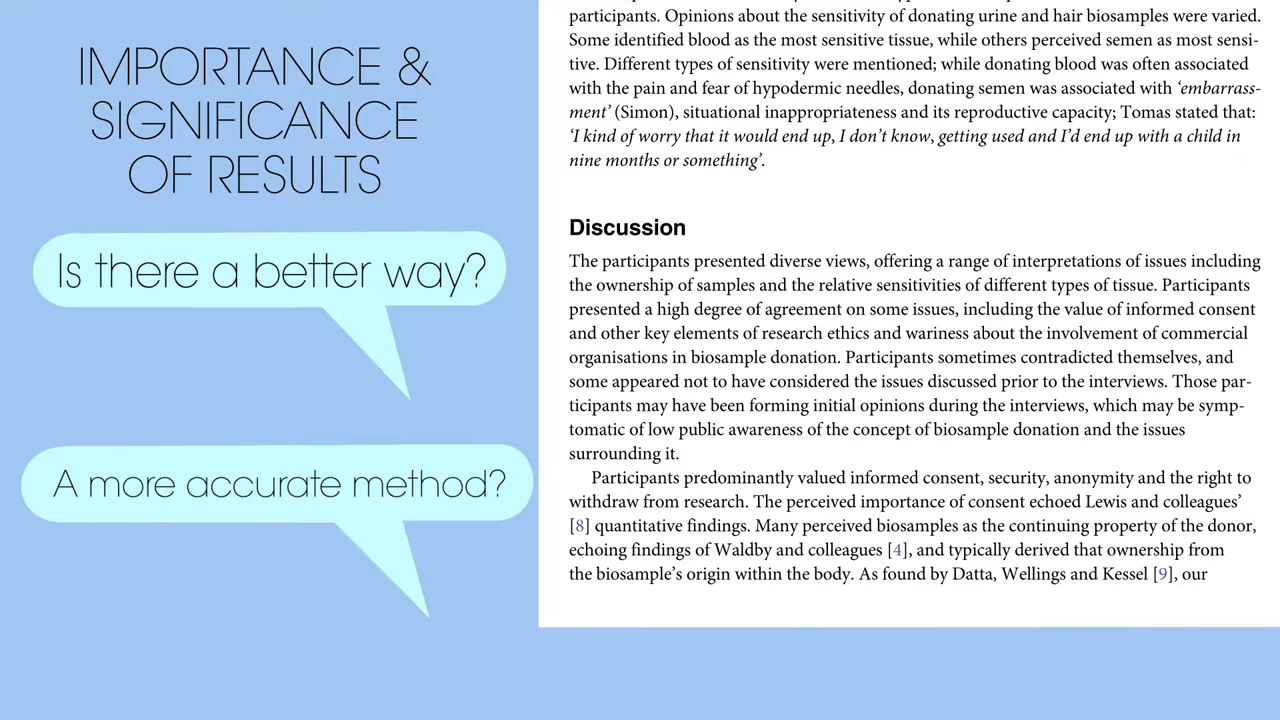 IMPORTANCE &
SIGNIFICANCE
OF RESULTS
Is there a better way?
A more accurate method?
participants. Opinions about the sensitivity of donating urine and hair biosamples were varied.
Some identified blood as the most sensitive tissue, while others perceived semen as most sensi-
tive. Different types of sensitivity were mentioned; while donating blood was often associated
with the pain and fear of hypodermic needles, donating semen was associated with ‘embarrass-
ment’ (Simon), situational inappropriateness and its reproductive capacity; Tomas stated that:
‘I kind of worry that it would end up, I don’t know, getting used and I’d end up with a child in
nine months or something’.
Discussion
The participants presented diverse views, offering a range of interpretations of issues including
the ownership of samples and the relative sensitivities of different types of tissue. Participants
presented a high degree of agreement on some issues, including the value of informed consent
and other key elements of research ethics and wariness about the involvement of commercial
organisations in biosample donation. Participants sometimes contradicted themselves, and
some appeared not to have considered the issues discussed prior to the interviews. Those par-
ticipants may have been forming initial opinions during the interviews, which may be symp-
tomatic of low public awareness of the concept of biosample donation and the issues
surrounding it.
Participants predominantly valued informed consent, security, anonymity and the right to
withdraw from research. The perceived importance of consent echoed Lewis and colleagues’
[8] quantitative findings. Many perceived biosamples as the continuing property of the donor,
echoing findings of Waldby and colleagues [4], and typically derived that ownership from
the biosample’s origin within the body. As found by Datta, Wellings and Kessel [9], our